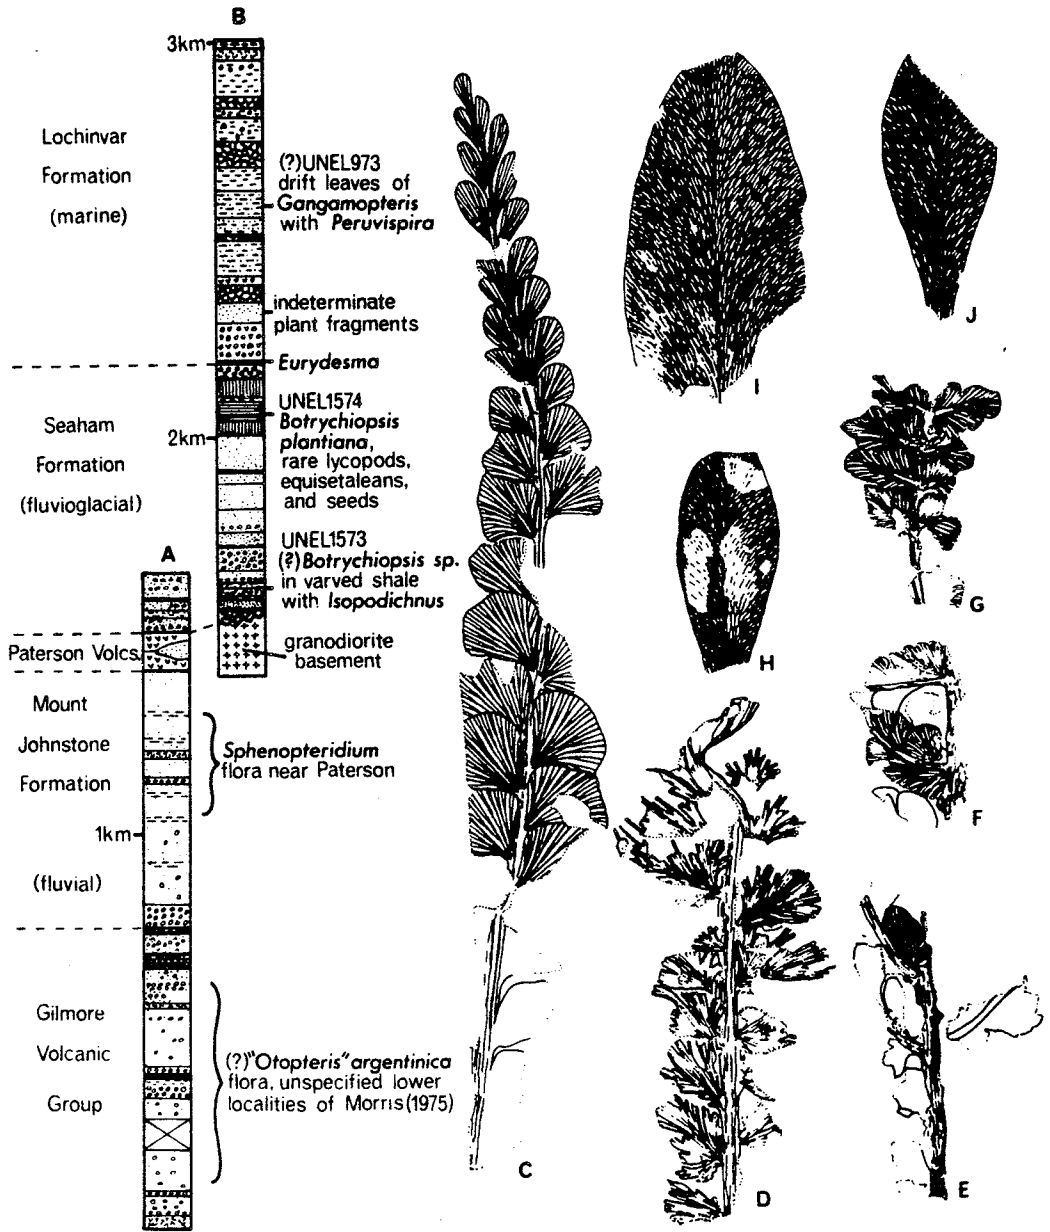 B
3km
Lochinvar
Formation
(marine)
(?)UNEL973
drift leaves of
Gangamopteris
with Peruvispira
indeterminate
plant fragments
Eurydesma
Seaham
Formation
(fluvioglacial)
2km
UNEL1574
Botrychiopsis
plantiana,
rare lycopods,
equisetaleans,
and seeds
UNEL1573
(?)Botrychiopsis sp.
in varved shale
with Isopodichnus
granodiorite
basement
A
Paterson Volcs.
Mount
Johnstone
Formation
(fluvial)
1km
Sphenopteridium
flora near Paterson
Gilmore
Volcanic
Group
(?)"Otopteris" argentinica
flora, unspecified lower
localities of Morris(1975)
C
D
E
F
G
H
I
J